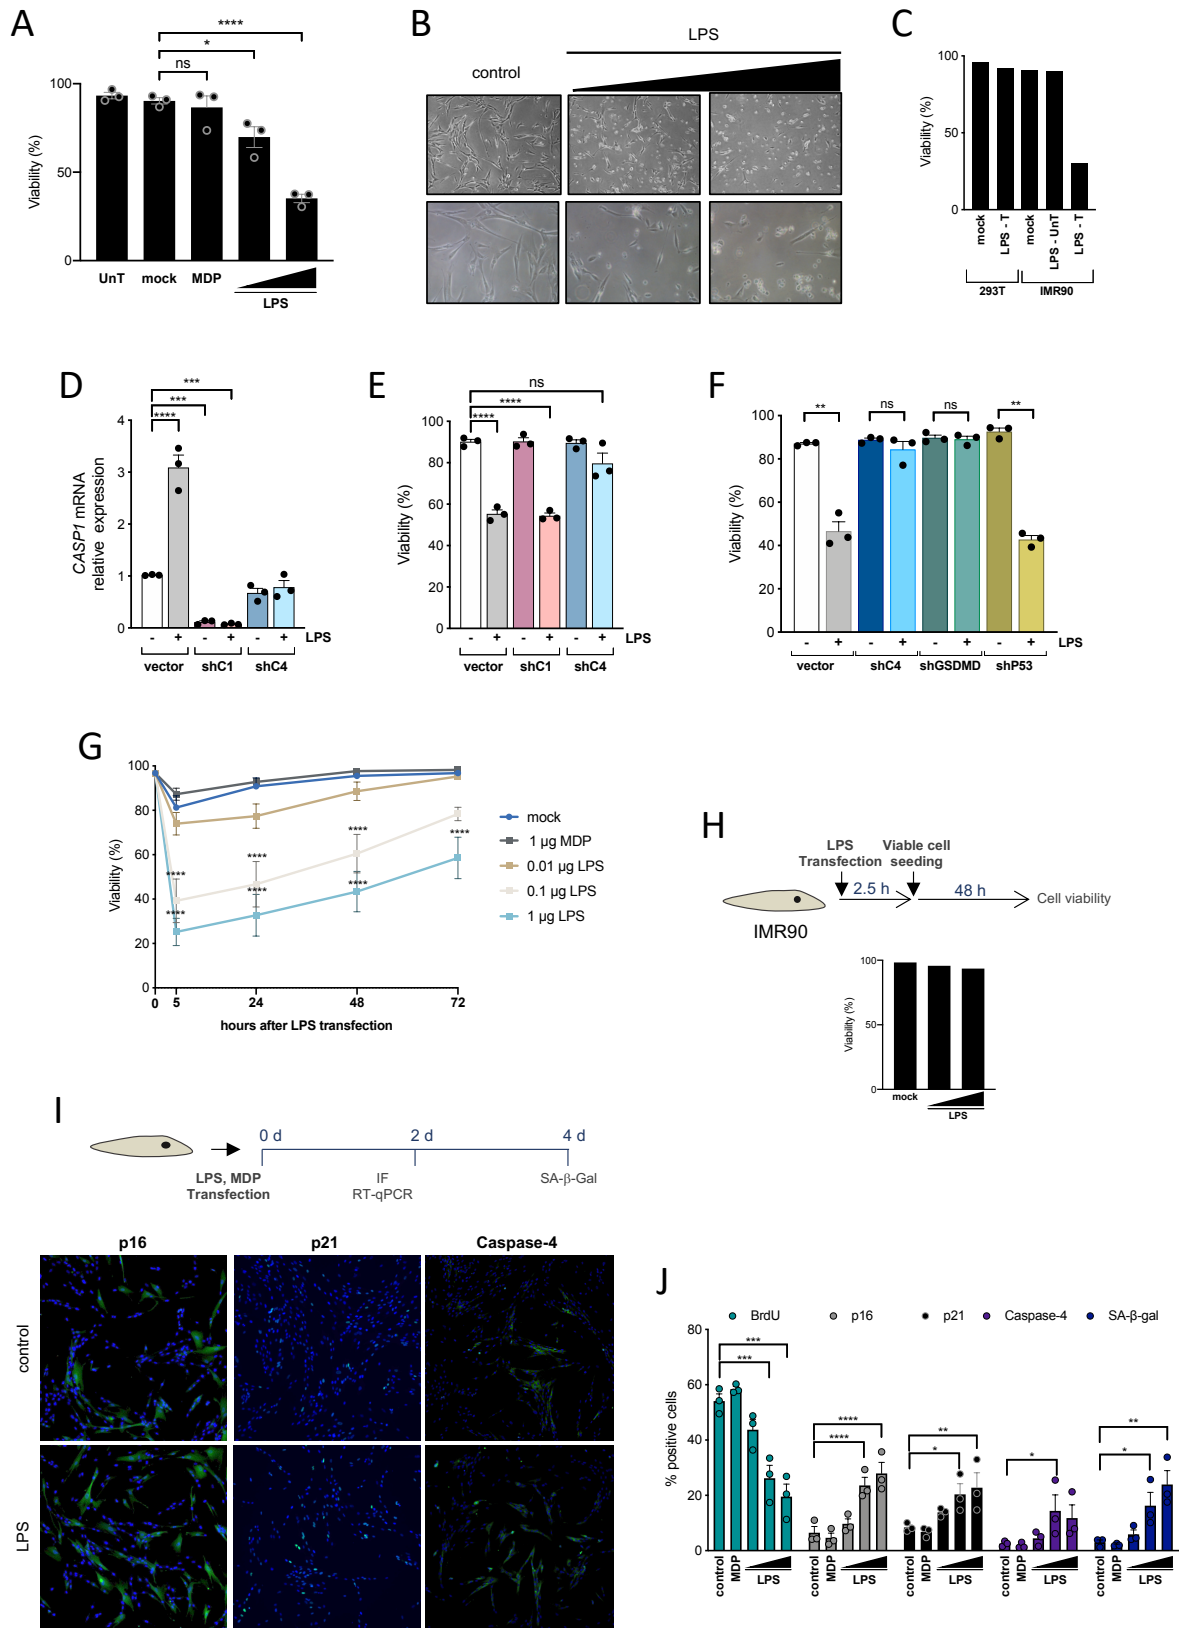 A
****
*
ns
100
50
0
Viability (%)
UnT
mock
MDP
LPS
B
LPS
control
C
100
50
0
Viability (%)
mock
LPS - T
mock
LPS - UnT
LPS - T
293T
IMR90
D
***
***
****
4
3
2
1
0
CASP1 mRNA
relative expression
- + - + - + LPS
vector shC1 shC4
E
ns
****
****
100
80
60
40
20
0
Viability (%)
- + - + - + LPS
vector shC1 shC4
F
** ns ns **
100
80
60
40
20
0
Viability (%)
- + - + - + - + LPS
vector shC4 shGSDMD shP53
G
100
80
60
40
20
0
Viability (%)
****
****
****
****
****
****
****
0 5 24 48 72
hours after LPS transfection
mock
1 µg MDP
0.01 µg LPS
0.1 µg LPS
1 µg LPS
H
LPS
Transfection
Viable cell
seeding
2.5 h
48 h
Cell viability
IMR90
100
50
0
Viability (%)
mock
LPS
I
0 d 2 d 4 d
LPS, MDP
Transfection
IF
RT-qPCR
SA-β-Gal
p16 p21 Caspase-4
control
LPS
J
BrdU p16 p21 Caspase-4 SA-β-gal
80
60
40
20
0
% positive cells
***
***
****
****
**
*
*
**
*
control MDP LPS
control MDP LPS
control MDP LPS
control MDP LPS
control MDP LPS